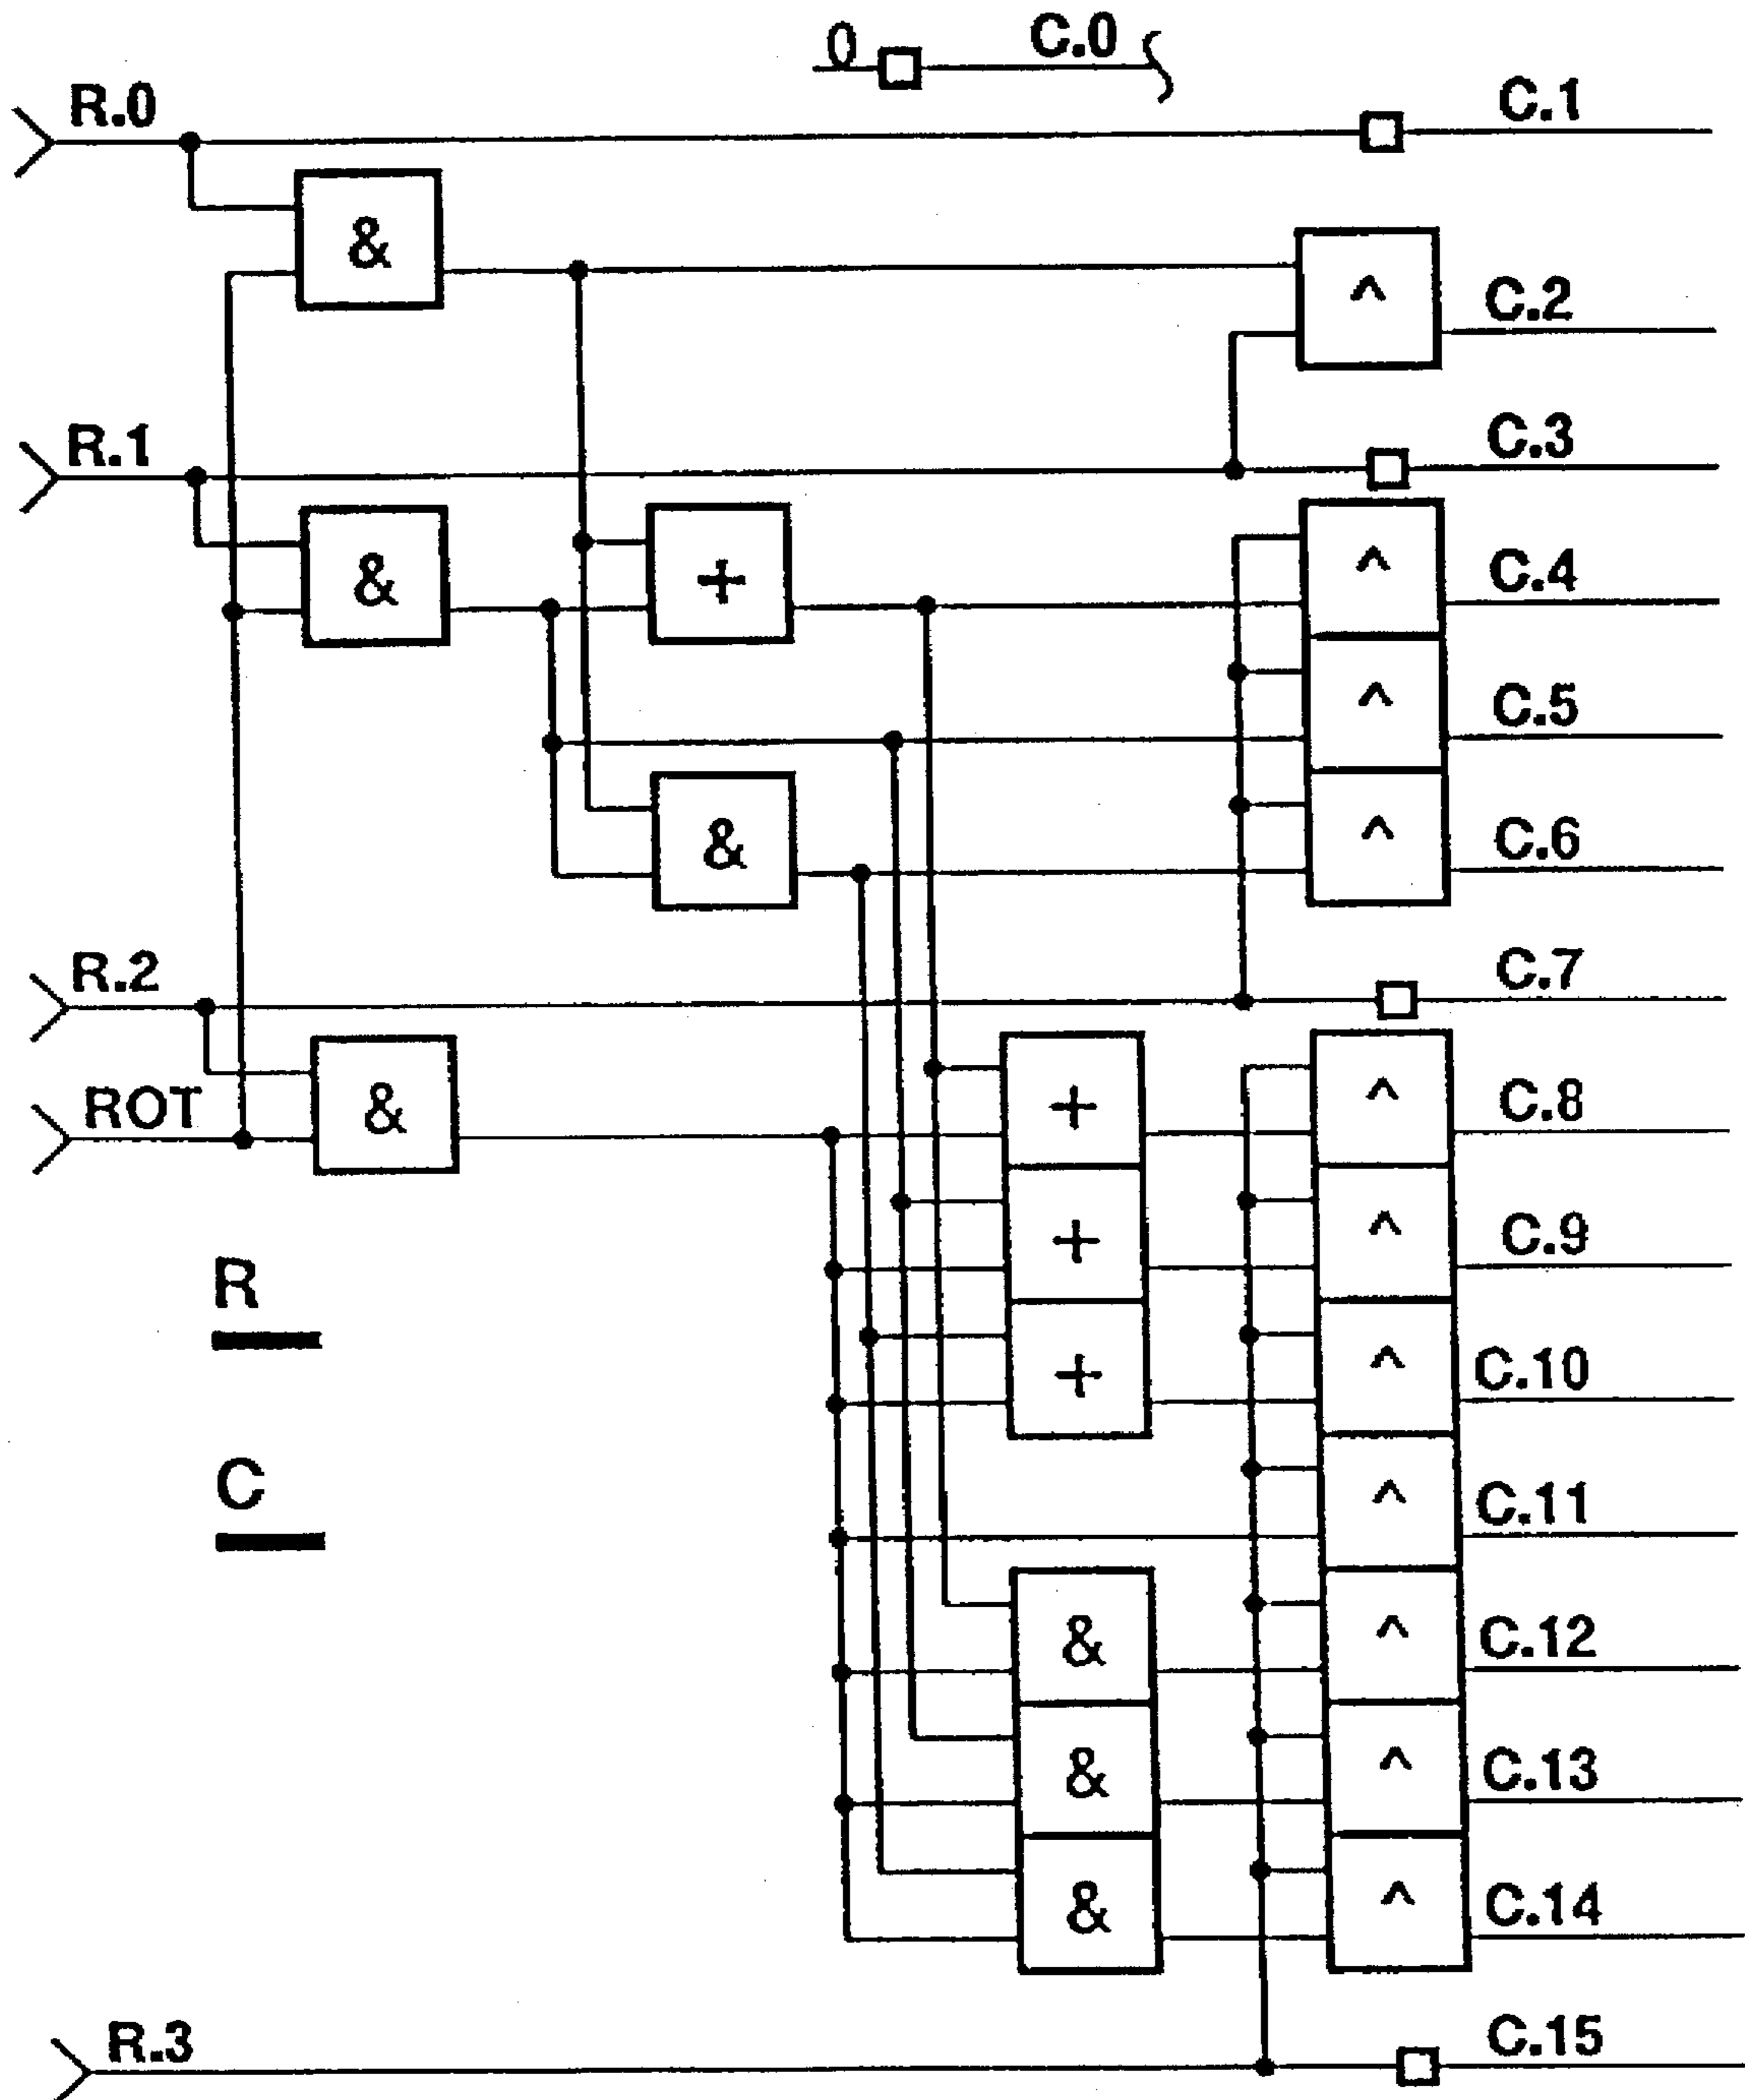 0 C.0
R.0 C.1
&
^ C.2
R.1 C.3
& + ^ C.4
^ C.5
& ^ C.6
R.2 C.7
ROT & + ^ C.8
+ ^ C.9
R
+ ^ C.10
C
^ C.11
& ^ C.12
& ^ C.13
& ^ C.14
R.3 C.15